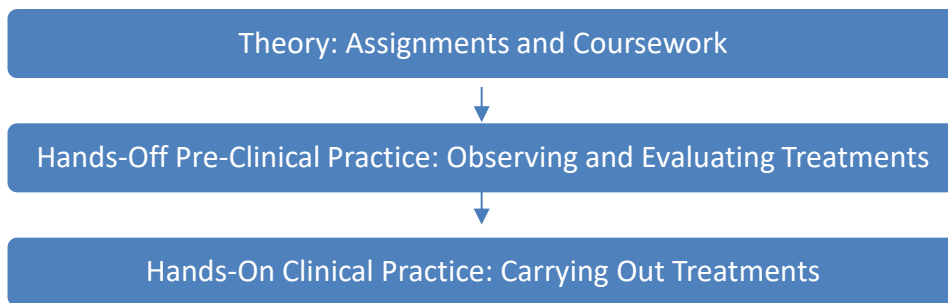 Theory: Assignments and Coursework
Hands-Off Pre-Clinical Practice: Observing and Evaluating Treatments
Hands-On Clinical Practice: Carrying Out Treatments